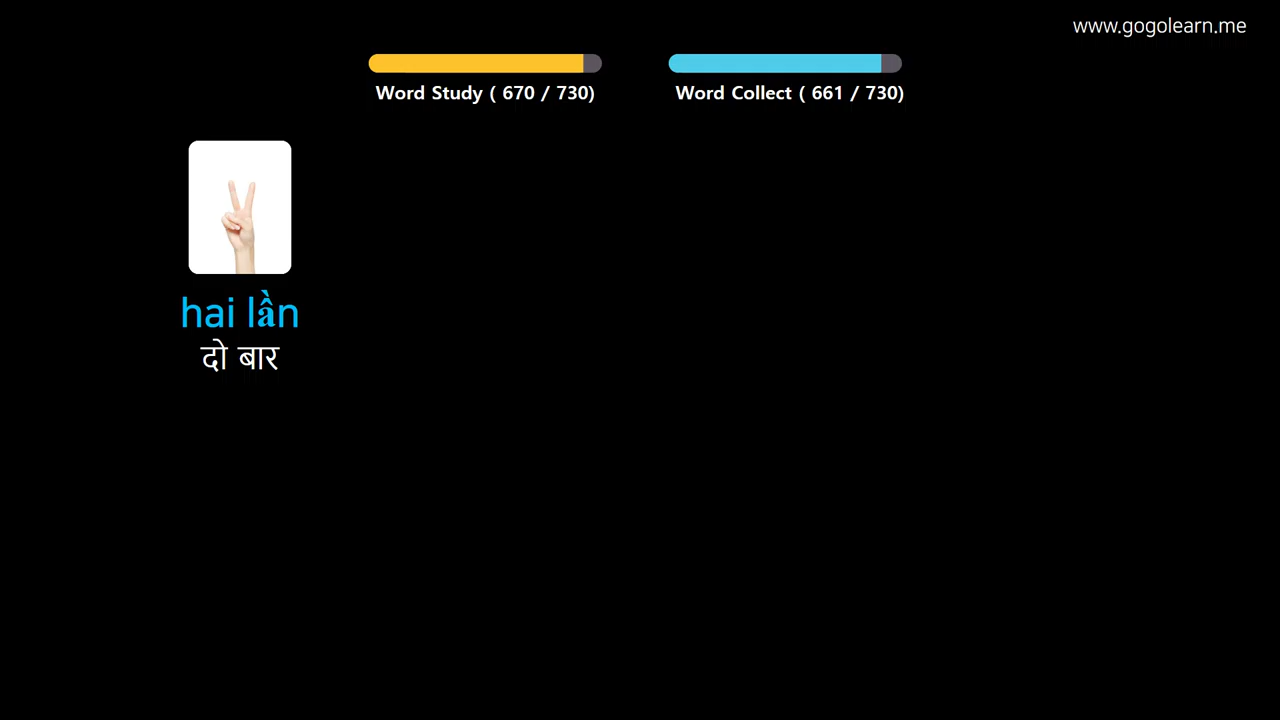 www.gogolearn.me
Word Study ( 670 / 730)
Word Collect ( 661 / 730)
hai lần
दो बार